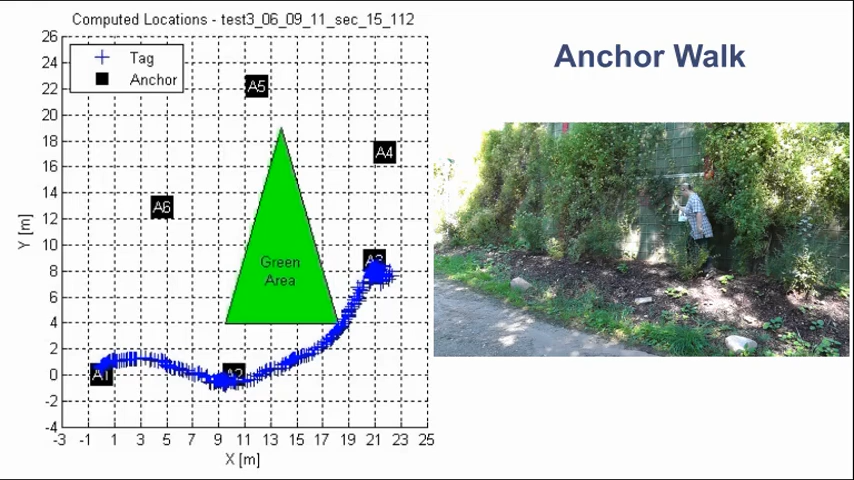 Computed Locations - test3_06_09_11_sec_15_112
Anchor Walk
Tag
Anchor
A5
A4
A6
Green
Area
A3
A1
A2
26
24
22
20
18
16
14
12
10
8
6
4
2
0
-2
-4
Y [m]
-3 -1 1 3 5 7 9 11 13 15 17 19 21 23 25
X [m]